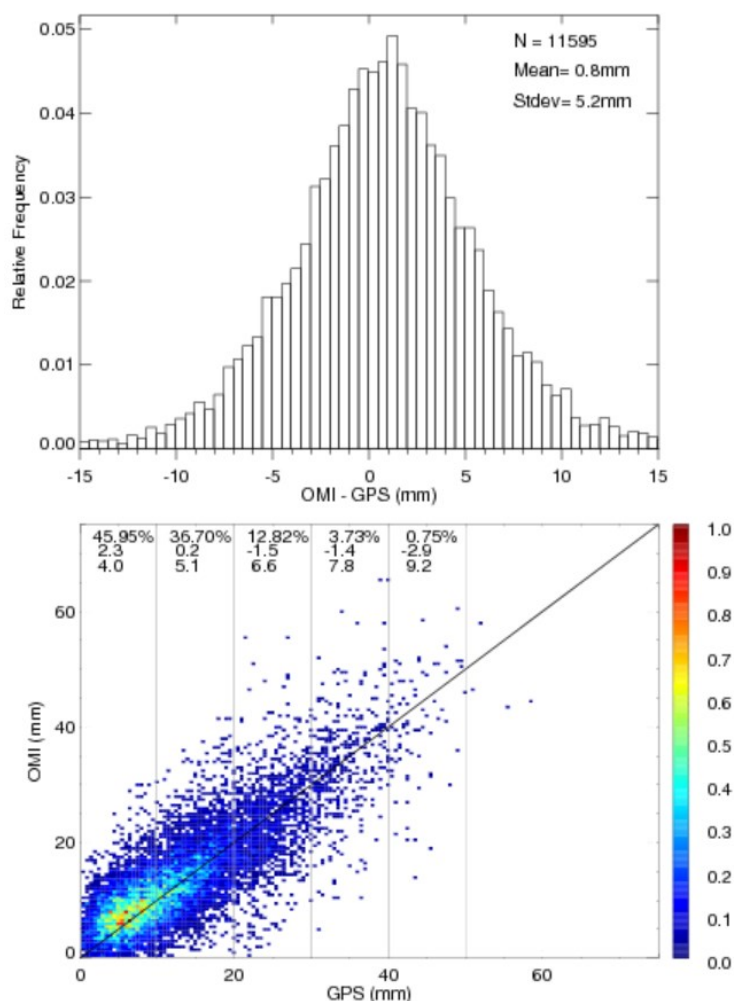 0.05
N = 11595
Mean= 0.8mm
Stdev= 5.2mm
0.04
0.03
0.02
0.01
0.00
Relative Frequency
-15 -10 -5 0 5 10 15
OMI - GPS (mm)
45.95% 36.70% 12.82% 3.73% 0.75%
2.3 0.2 -1.5 -1.4 -2.9
4.0 5.1 6.6 7.8 9.2
60
40
20
0
OMI (mm)
0 20 40 60
GPS (mm)
1.0
0.9
0.8
0.7
0.6
0.5
0.4
0.3
0.2
0.1
0.0